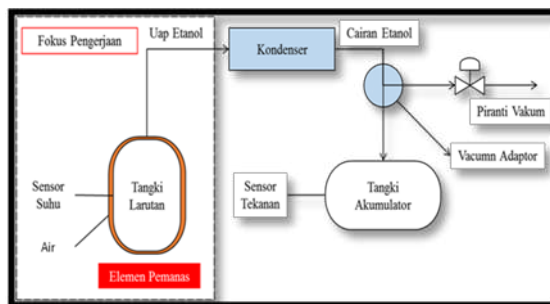 Fokus Pengerjaan
Uap Etanol
Kondenser
Cairan Etanol
Piranti Vakum
Vacumn Adaptor
Sensor
Suhu
Tangki
Larutan
Sensor
Tekanan
Tangki
Akumulator
Air
Elemen Pemanas